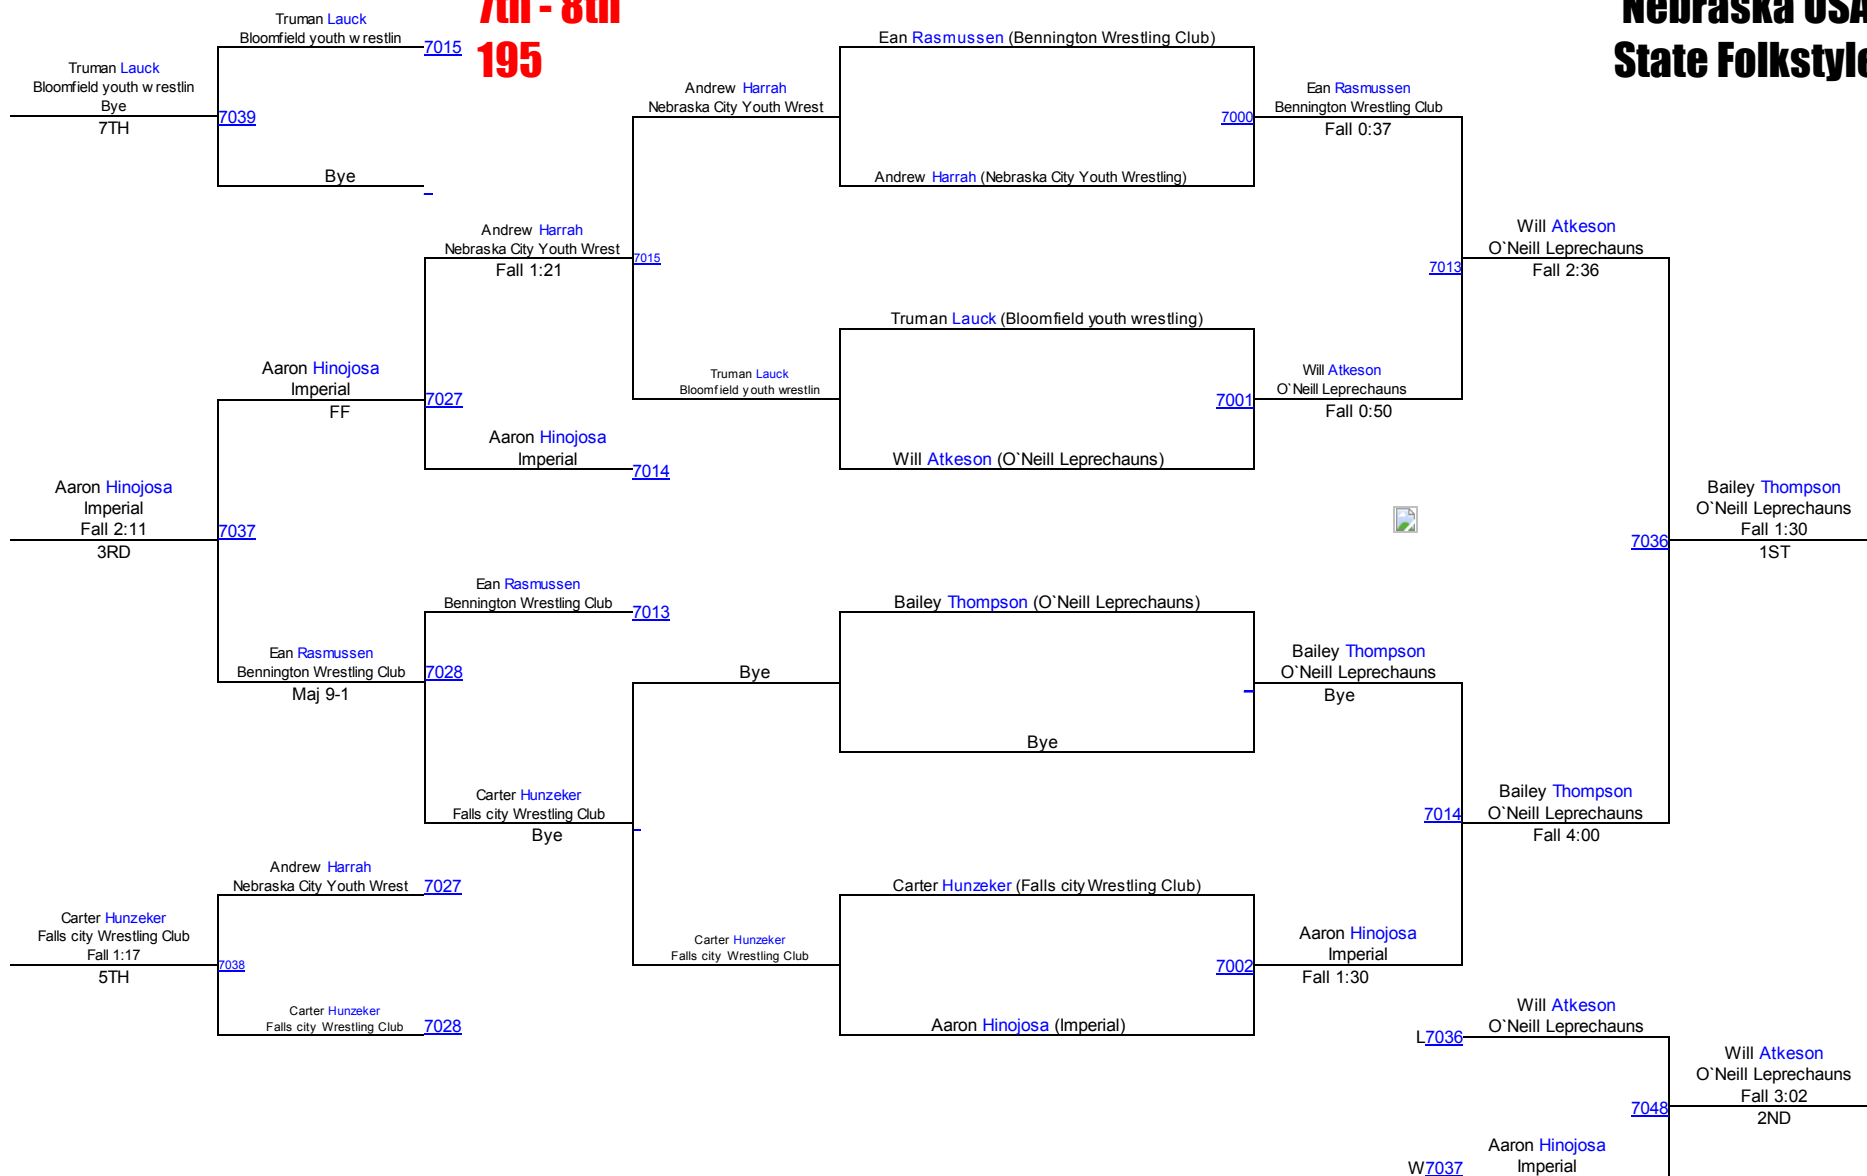 7th - 8th
195
Nebraska USA
State Folkstyle
Truman Lauck
Bloomfield youth wrestlin
7015
Truman Lauck
Bloomfield youth wrestlin
Bye
7TH
7039
Bye
Andrew Harrah
Nebraska City Youth Wrest
Fall 1:21
Aaron Hinojosa
Imperial
FF
7027
Aaron Hinojosa
Imperial
7014
Aaron Hinojosa
Imperial
Fall 2:11
3RD
7037
Ean Rasmussen
Bennington Wrestling Club
7013
Ean Rasmussen
Bennington Wrestling Club
Maj 9-1
7028
Carter Hunzeker
Falls city Wrestling Club
Bye
Andrew Harrah
Nebraska City Youth Wrest
7027
Carter Hunzeker
Falls city Wrestling Club
Fall 1:17
5TH
7038
Carter Hunzeker
Falls city Wrestling Club
7028
Andrew Harrah
Nebraska City Youth Wrest
7015
Truman Lauck
Bloomfield youth wrestlin
Bye
Carter Hunzeker
Falls city Wrestling Club
Ean Rasmussen (Bennington Wrestling Club)
7000
Andrew Harrah (Nebraska City Youth Wrestling)
Truman Lauck (Bloomfield youth wrestling)
7001
Will Atkeson (O`Neill Leprechauns)
Bailey Thompson (O`Neill Leprechauns)
Bye
Carter Hunzeker (Falls city Wrestling Club)
7002
Aaron Hinojosa (Imperial)
Ean Rasmussen
Bennington Wrestling Club
Fall 0:37
7013
Will Atkeson
O`Neill Leprechauns
Fall 0:50
Bailey Thompson
O`Neill Leprechauns
Bye
7014
Aaron Hinojosa
Imperial
Fall 1:30
Will Atkeson
O`Neill Leprechauns
Fall 2:36
7036
Bailey Thompson
O`Neill Leprechauns
Fall 4:00
Bailey Thompson
O`Neill Leprechauns
Fall 1:30
1ST
Will Atkeson
O`Neill Leprechauns
L7036
Will Atkeson
O`Neill Leprechauns
Fall 3:02
2ND
7048
Aaron Hinojosa
Imperial
W7037